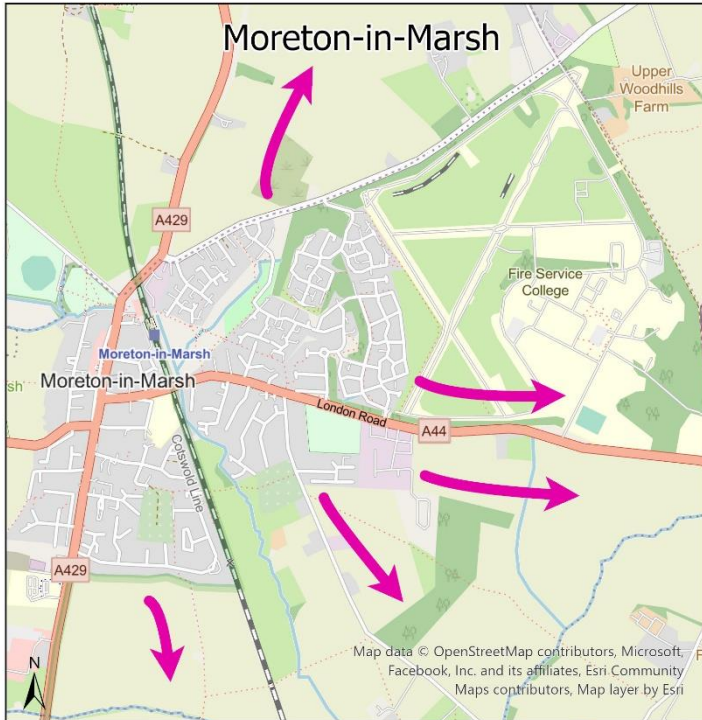 Moreton-in-Marsh
Upper
Woodhills
Farm
A429
Fire Service
College
Moreton-in-Marsh
Moreton-in-Marsh
sh
London Road
A44
Cotswold Line
A429
N
Map data © OpenStreetMap contributors, Microsoft,
Facebook, Inc. and its affiliates, Esri Community
Maps contributors, Map layer by Esri
F